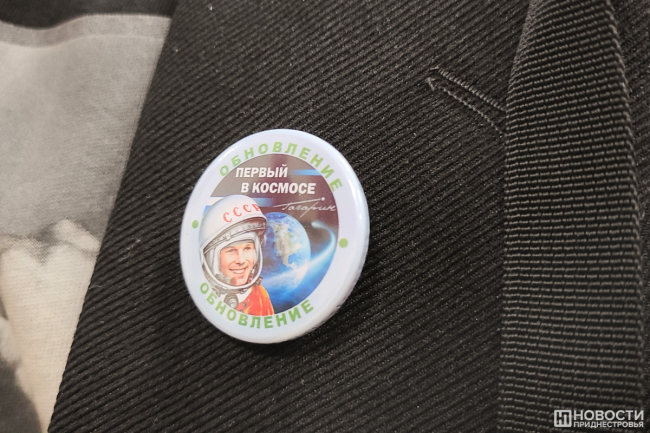 ОБНОВЛЕНИЕ
ПЕРВЫЙ
В КОСМОСЕ
Гагарин
СССР
ОБНОВЛЕНИЕ
НОВОСТИ
ПРИДНЕСТРОВЬЯ